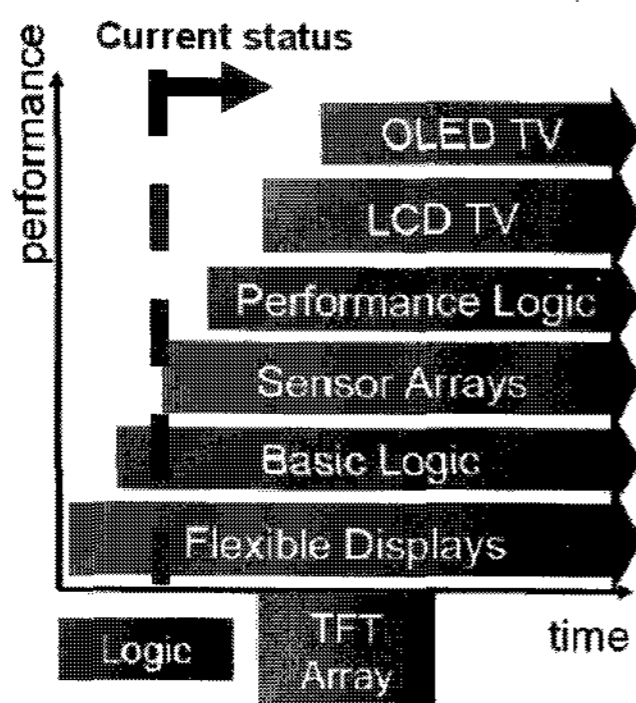 Current status
performance
OLED TV
LCD TV
Performance Logic
Sensor Arrays
Basic Logic
Flexible Displays
time
Logic
TFT
Array